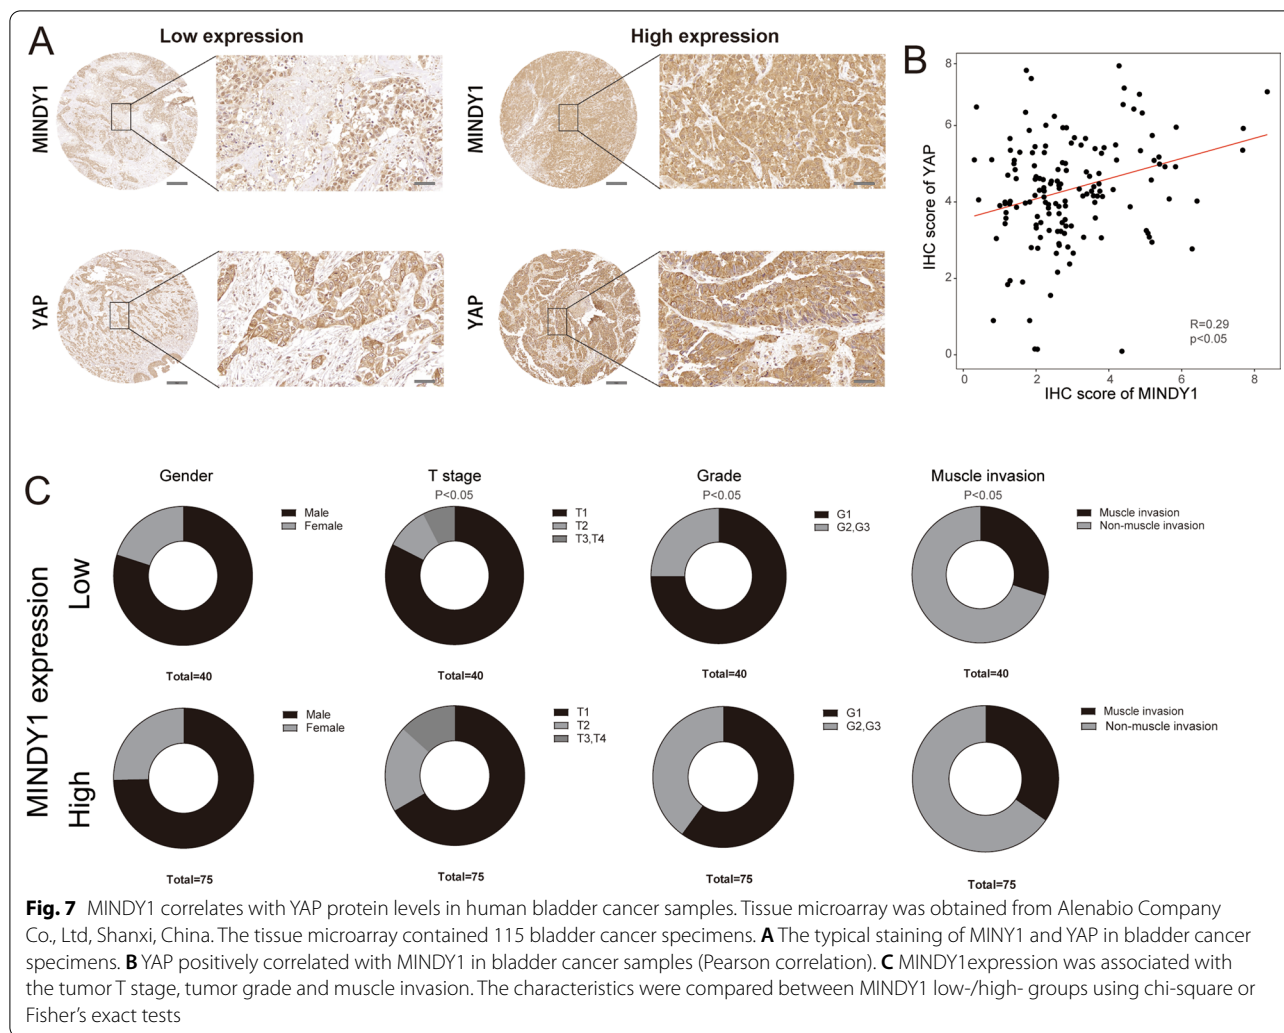 A
Low expression
High expression
MINDY1
MINDY1
YAP
YAP
B
IHC score of YAP
8
6
4
2
0
R=0.29
p<0.05
0 2 4 6 8
IHC score of MINDY1
C
MINDY1 expression
Low
High
Gender
Male
Female
Total=40
T stage
P<0.05
T1
T2
T3,T4
Total=40
Grade
P<0.05
G1
G2,G3
Total=40
Muscle invasion
P<0.05
Muscle invasion
Non-muscle invasion
Total=40
Male
Female
Total=75
T1
T2
T3,T4
Total=75
G1
G2,G3
Total=75
Muscle invasion
Non-muscle invasion
Total=75
Fig. 7 MINDY1 correlates with YAP protein levels in human bladder cancer samples. Tissue microarray was obtained from Alenabio Company
Co., Ltd, Shanxi, China. The tissue microarray contained 115 bladder cancer specimens. A The typical staining of MINY1 and YAP in bladder cancer
specimens. B YAP positively correlated with MINDY1 in bladder cancer samples (Pearson correlation). C MINDY1expression was associated with
the tumor T stage, tumor grade and muscle invasion. The characteristics were compared between MINDY1 low-/high- groups using chi-square or
Fisher's exact tests